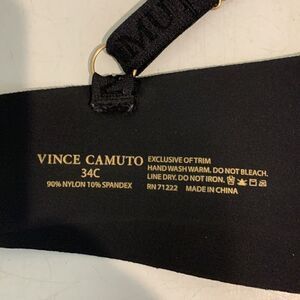 AMU
VINCE CAMUTO
34C
90% NYLON 10% SPANDEX
EXCLUSIVE OF TRIM
HAND WASH WARM. DO NOT BLEACH.
LINE DRY. DO NOT IRON.
RN 71222 MADE IN CHINA